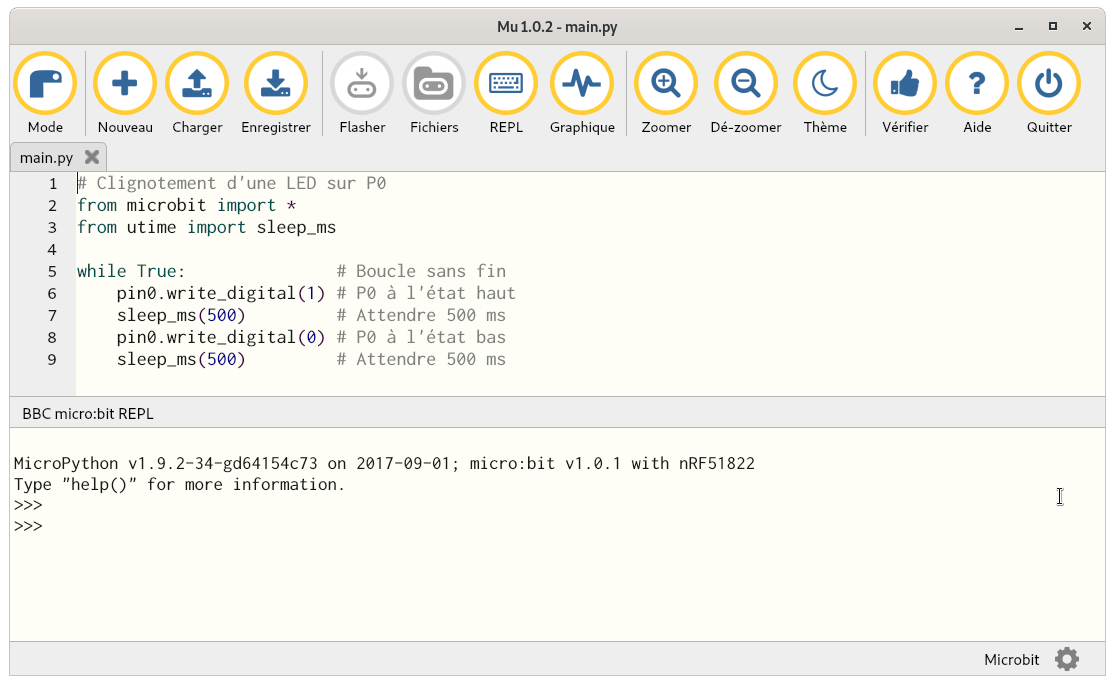 Mu 1.0.2 - main.py
Mode Nouveau Charger Enregistrer Flasher Fichiers REPL Graphique Zoomer Dé-zoomer Thème Vérifier Aide Quitter
main.py
1 # Clignotement d'une LED sur P0
2 from microbit import *
3 from utime import sleep_ms
4
5 while True: # Boucle sans fin
6 pin0.write_digital(1) # P0 à l'état haut
7 sleep_ms(500) # Attendre 500 ms
8 pin0.write_digital(0) # P0 à l'état bas
9 sleep_ms(500) # Attendre 500 ms
BBC micro:bit REPL
MicroPython v1.9.2-34-gd64154c73 on 2017-09-01; micro:bit v1.0.1 with nRF51822
Type "help()" for more information.
>>>
>>>
Microbit